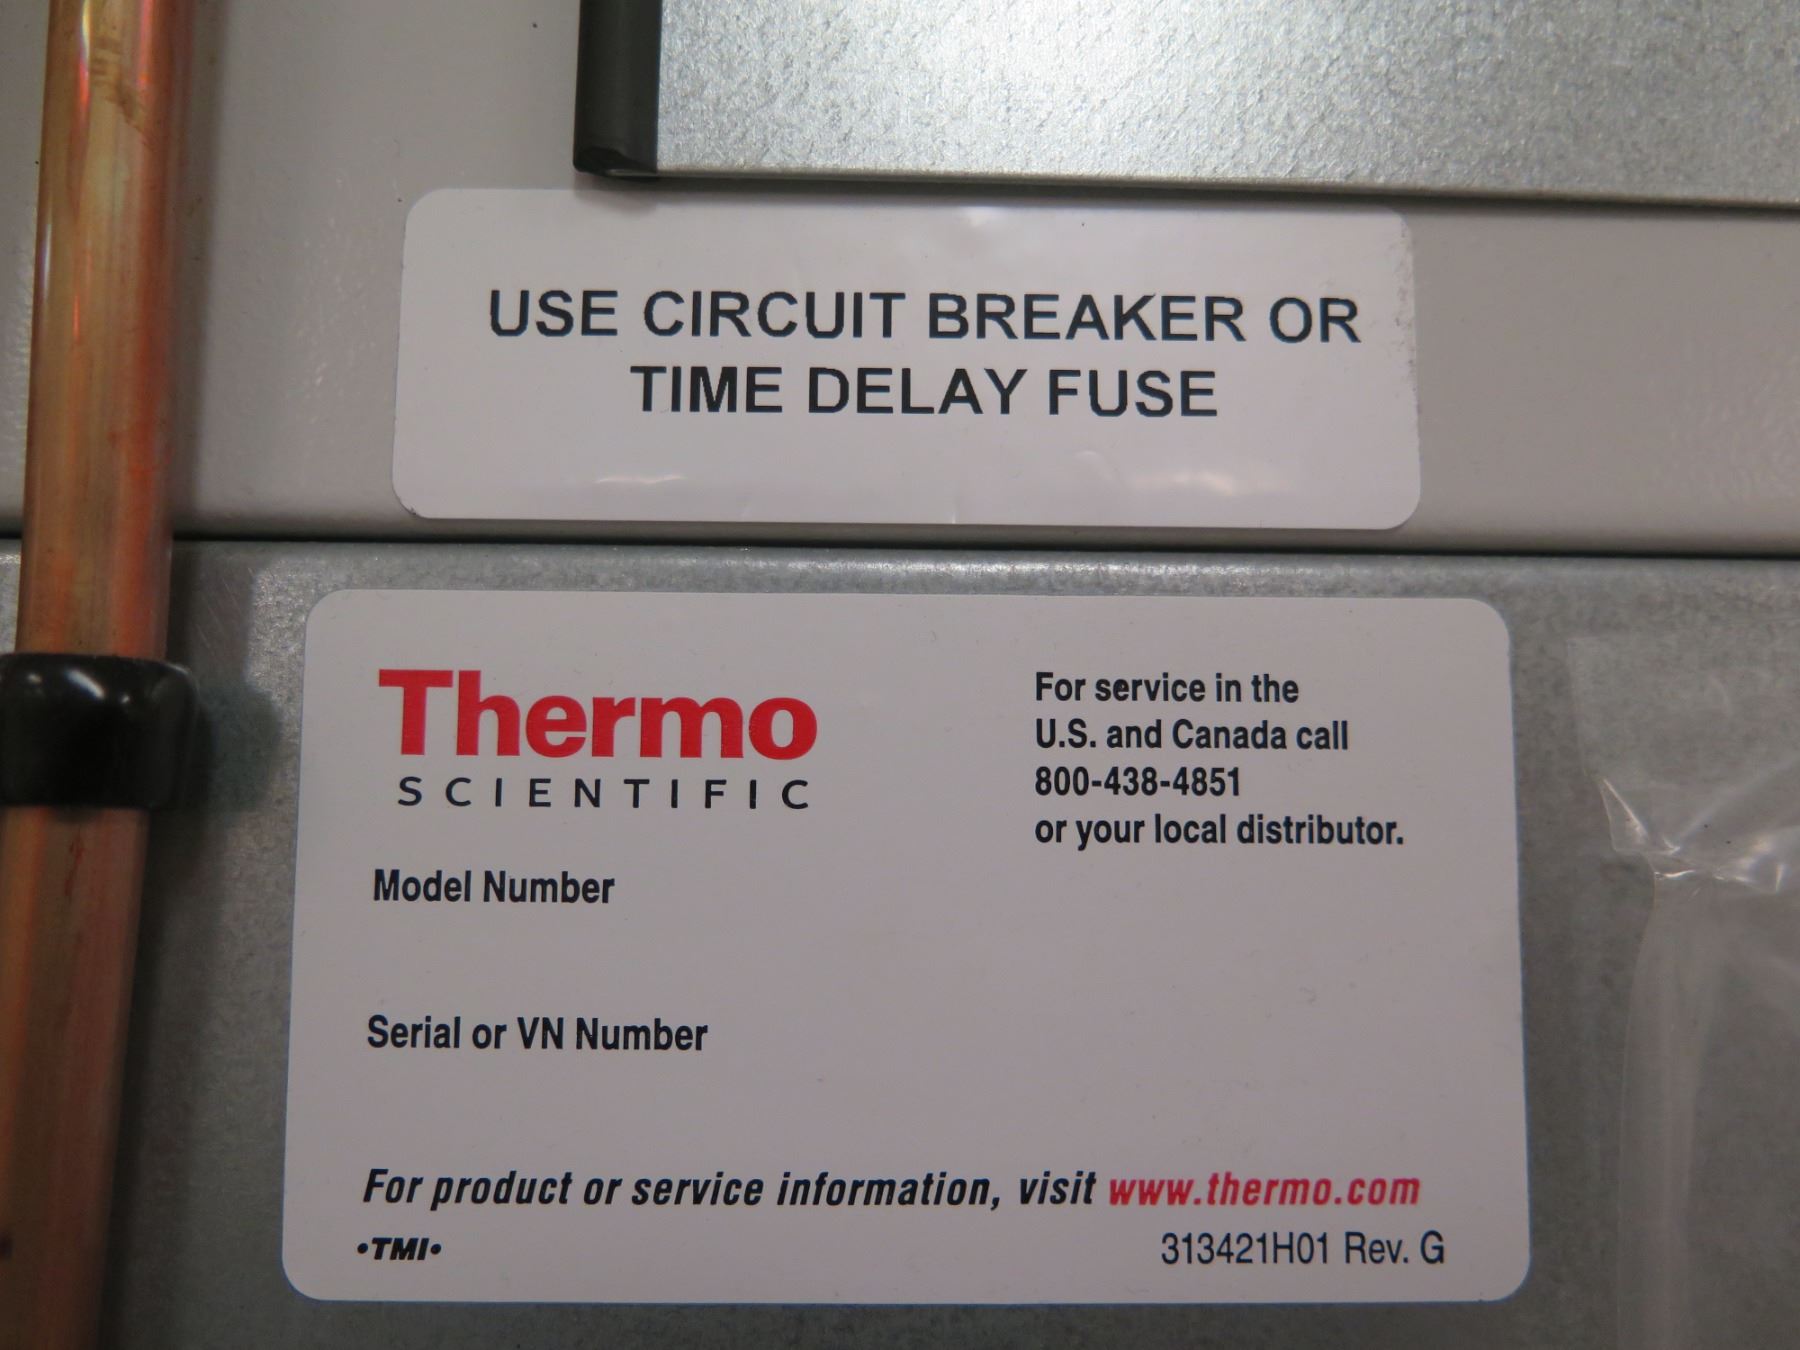 USE CIRCUIT BREAKER OR
TIME DELAY FUSE
Thermo
SCIENTIFIC
For service in the
U.S. and Canada call
800-438-4851
or your local distributor.
Model Number
Serial or VN Number
For product or service information, visit www.thermo.com
•TMI•
313421H01 Rev. G